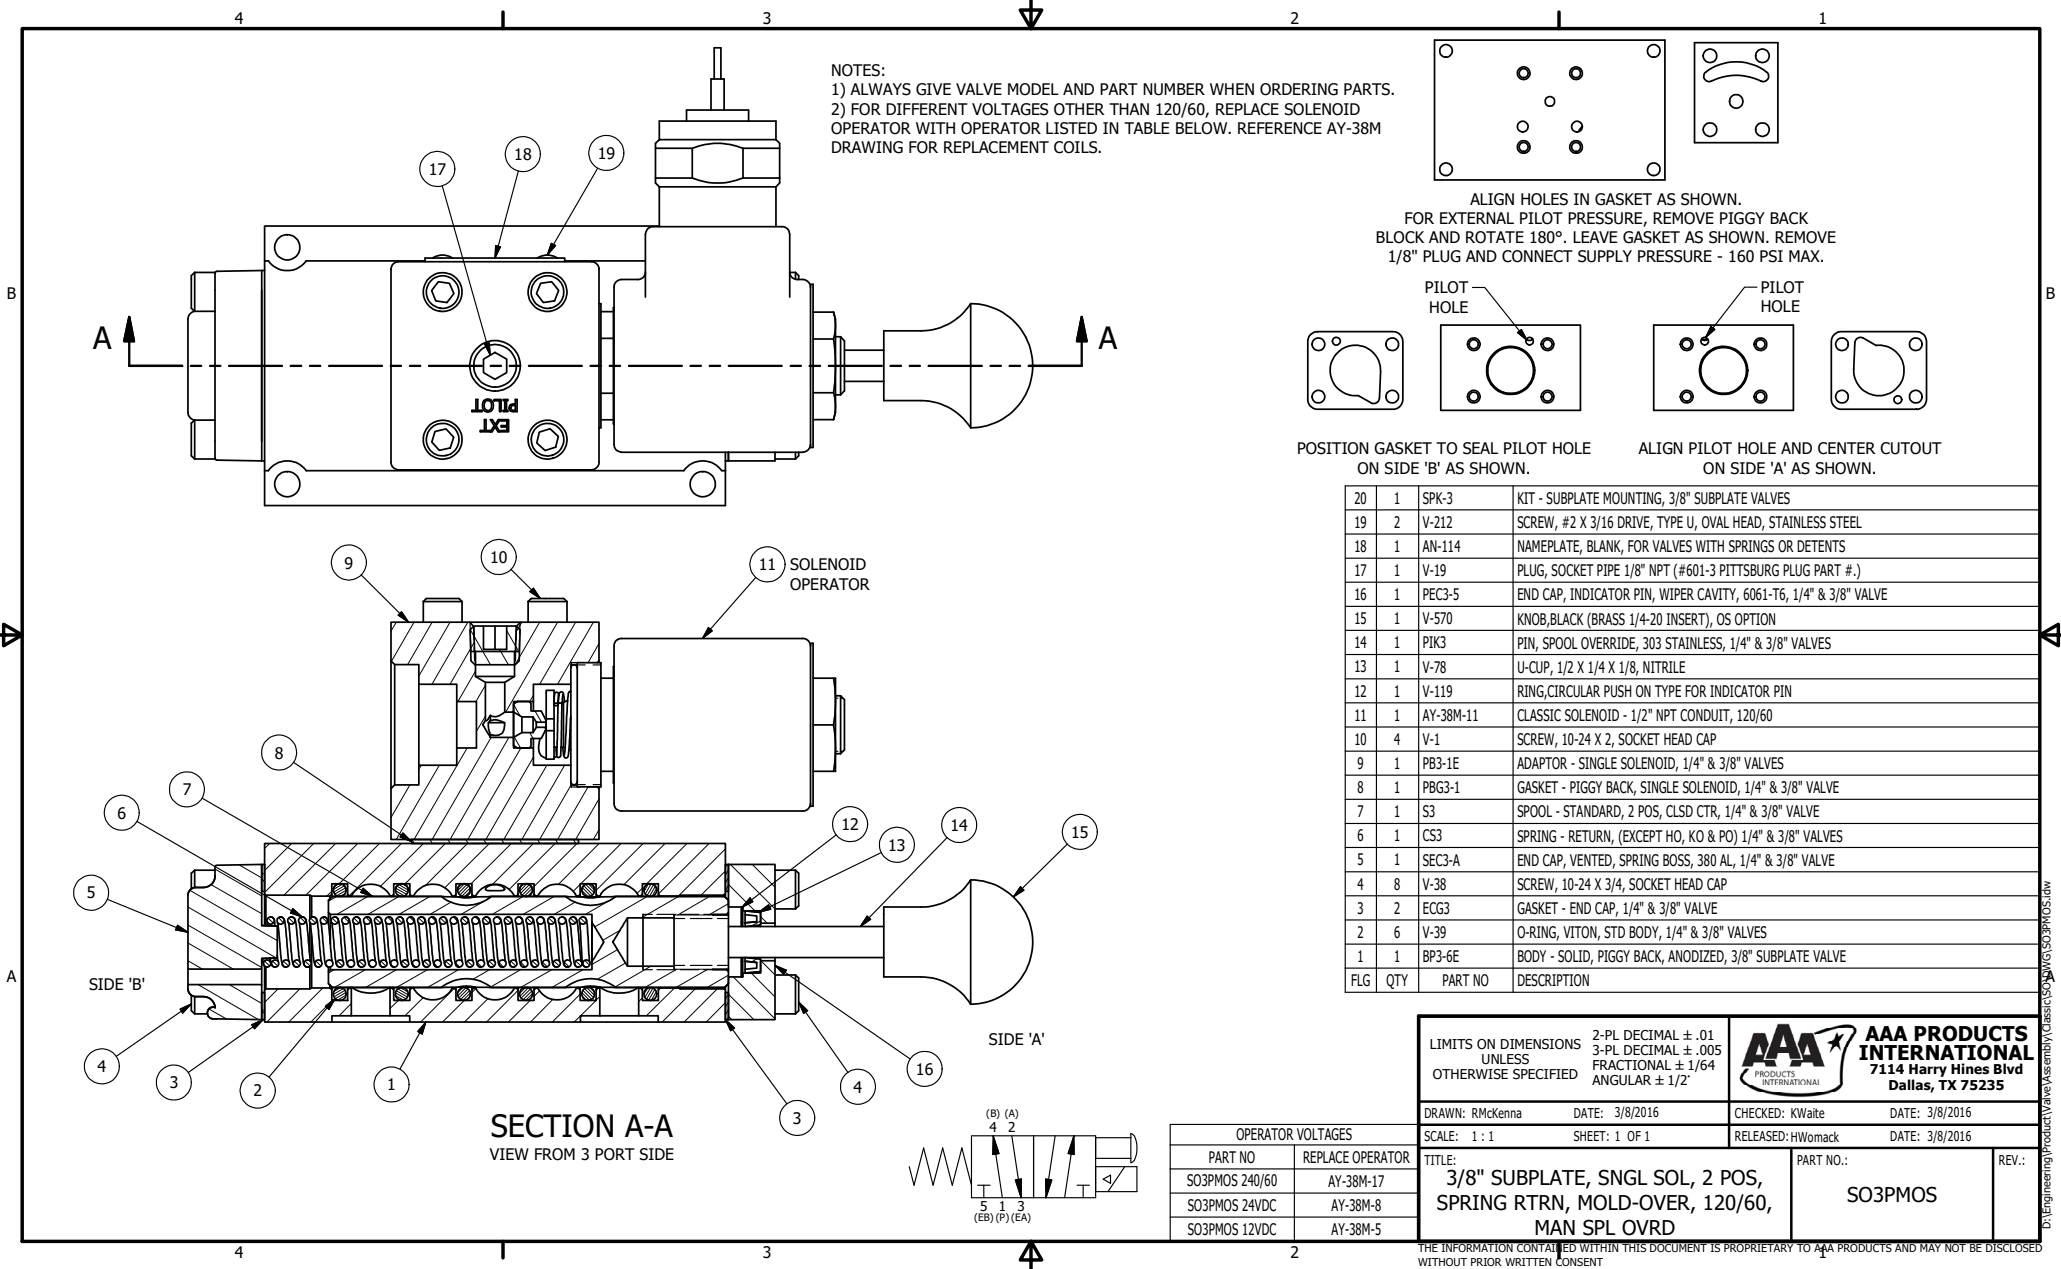 4
3
2
1
NOTES:
1) ALWAYS GIVE VALVE MODEL AND PART NUMBER WHEN ORDERING PARTS.
2) FOR DIFFERENT VOLTAGES OTHER THAN 120/60, REPLACE SOLENOID
OPERATOR WITH OPERATOR LISTED IN TABLE BELOW. REFERENCE AY-38M
DRAWING FOR REPLACEMENT COILS.
17
18
19
A
A
EXT
PILOT
B
B
ALIGN HOLES IN GASKET AS SHOWN.
FOR EXTERNAL PILOT PRESSURE, REMOVE PIGGY BACK
BLOCK AND ROTATE 180°. LEAVE GASKET AS SHOWN. REMOVE
1/8" PLUG AND CONNECT SUPPLY PRESSURE - 160 PSI MAX.
PILOT
HOLE
PILOT
HOLE
POSITION GASKET TO SEAL PILOT HOLE
ON SIDE 'B' AS SHOWN.
ALIGN PILOT HOLE AND CENTER CUTOUT
ON SIDE 'A' AS SHOWN.
20 1 SPK-3 KIT - SUBPLATE MOUNTING, 3/8" SUBPLATE VALVES
19 2 V-212 SCREW, #2 X 3/16 DRIVE, TYPE U, OVAL HEAD, STAINLESS STEEL
18 1 AN-114 NAMEPLATE, BLANK, FOR VALVES WITH SPRINGS OR DETENTS
17 1 V-19 PLUG, SOCKET PIPE 1/8" NPT (#601-3 PITTSBURG PLUG PART #.)
16 1 PEC3-5 END CAP, INDICATOR PIN, WIPER CAVITY, 6061-T6, 1/4" & 3/8" VALVE
15 1 V-570 KNOB,BLACK (BRASS 1/4-20 INSERT), OS OPTION
14 1 PIK3 PIN, SPOOL OVERRIDE, 303 STAINLESS, 1/4" & 3/8" VALVES
13 1 V-78 U-CUP, 1/2 X 1/4 X 1/8, NITRILE
12 1 V-119 RING,CIRCULAR PUSH ON TYPE FOR INDICATOR PIN
11 1 AY-38M-11 CLASSIC SOLENOID - 1/2" NPT CONDUIT, 120/60
10 4 V-1 SCREW, 10-24 X 2, SOCKET HEAD CAP
9 1 PB3-1E ADAPTOR - SINGLE SOLENOID, 1/4" & 3/8" VALVES
8 1 PBG3-1 GASKET - PIGGY BACK, SINGLE SOLENOID, 1/4" & 3/8" VALVE
7 1 S3 SPOOL - STANDARD, 2 POS, CLSD CTR, 1/4" & 3/8" VALVE
6 1 CS3 SPRING - RETURN, (EXCEPT HO, KO & PO) 1/4" & 3/8" VALVES
5 1 SEC3-A END CAP, VENTED, SPRING BOSS, 380 AL, 1/4" & 3/8" VALVE
4 8 V-38 SCREW, 10-24 X 3/4, SOCKET HEAD CAP
3 2 ECG3 GASKET - END CAP, 1/4" & 3/8" VALVE
2 6 V-39 O-RING, VITON, STD BODY, 1/4" & 3/8" VALVES
1 1 BP3-6E BODY - SOLID, PIGGY BACK, ANODIZED, 3/8" SUBPLATE VALVE
FLG QTY PART NO DESCRIPTION
9
10
11
SOLENOID
OPERATOR
8
7
6
5
12
13
14
15
A
A
SIDE 'B'
SIDE 'A'
4
3
2
1
3
4
16
SECTION A-A
VIEW FROM 3 PORT SIDE
(B) (A)
4 2
5 1 3
(EB) (P) (EA)
OPERATOR VOLTAGES
PART NO REPLACE OPERATOR
SO3PMOS 240/60 AY-38M-17
SO3PMOS 24VDC AY-38M-8
SO3PMOS 12VDC AY-38M-5
LIMITS ON DIMENSIONS
UNLESS
OTHERWISE SPECIFIED
2-PL DECIMAL ± .01
3-PL DECIMAL ± .005
FRACTIONAL ± 1/64
ANGULAR ± 1/2°
AAA
PRODUCTS
INTERNATIONAL
AAA PRODUCTS
INTERNATIONAL
7114 Harry Hines Blvd
Dallas, TX 75235
DRAWN: RMcKenna DATE: 3/8/2016 CHECKED: KWaite DATE: 3/8/2016
SCALE: 1 : 1 SHEET: 1 OF 1 RELEASED: HWomack DATE: 3/8/2016
TITLE:
3/8" SUBPLATE, SNGL SOL, 2 POS,
SPRING RTRN, MOLD-OVER, 120/60,
MAN SPL OVRD
PART NO.:
SO3PMOS
REV.:
D:\Engineering\Product\Valve\Assembly\Classic\SO\DWG\SO3PMOS.idw
4
3
2
1
THE INFORMATION CONTAINED WITHIN THIS DOCUMENT IS PROPRIETARY TO AAA PRODUCTS AND MAY NOT BE DISCLOSED
WITHOUT PRIOR WRITTEN CONSENT